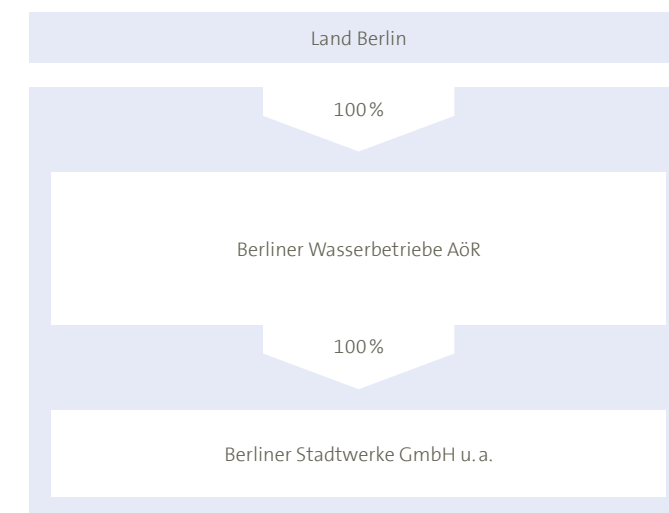 Land Berlin
100 %
Berliner Wasserbetriebe AöR
100 %
Berliner Stadtwerke GmbH u. a.